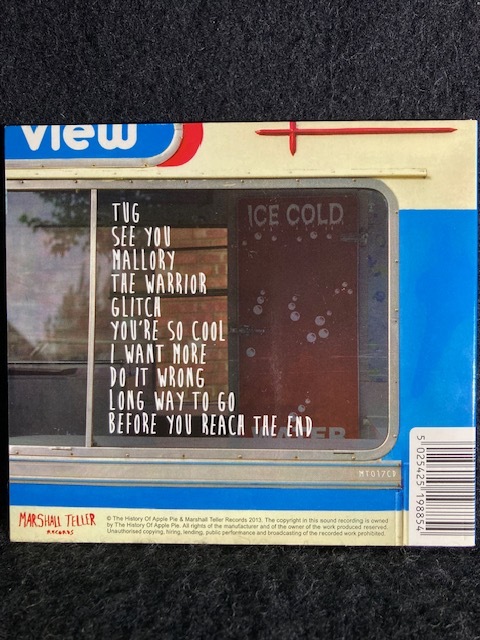 view
ICE COLD
TUG
SEE YOU
MALLORY
THE WARRIOR
GLITCH
YOU'RE SO COOL
I WANT MORE
DO IT WRONG
LONG WAY TO GO
BEFORE YOU REACH THE END
MT017CD
MARSHALL TELLER
RECORDS
© The History Of Apple Pie & Marshall Teller Records 2013. The copyright in this sound recording is owned
by The History Of Apple Pie. All rights of the manufacturer and of the owner of the work produced reserved.
Unauthorised copying, hiring, lending, public performance and broadcasting of the recorded work prohibited.
5 025425 198854